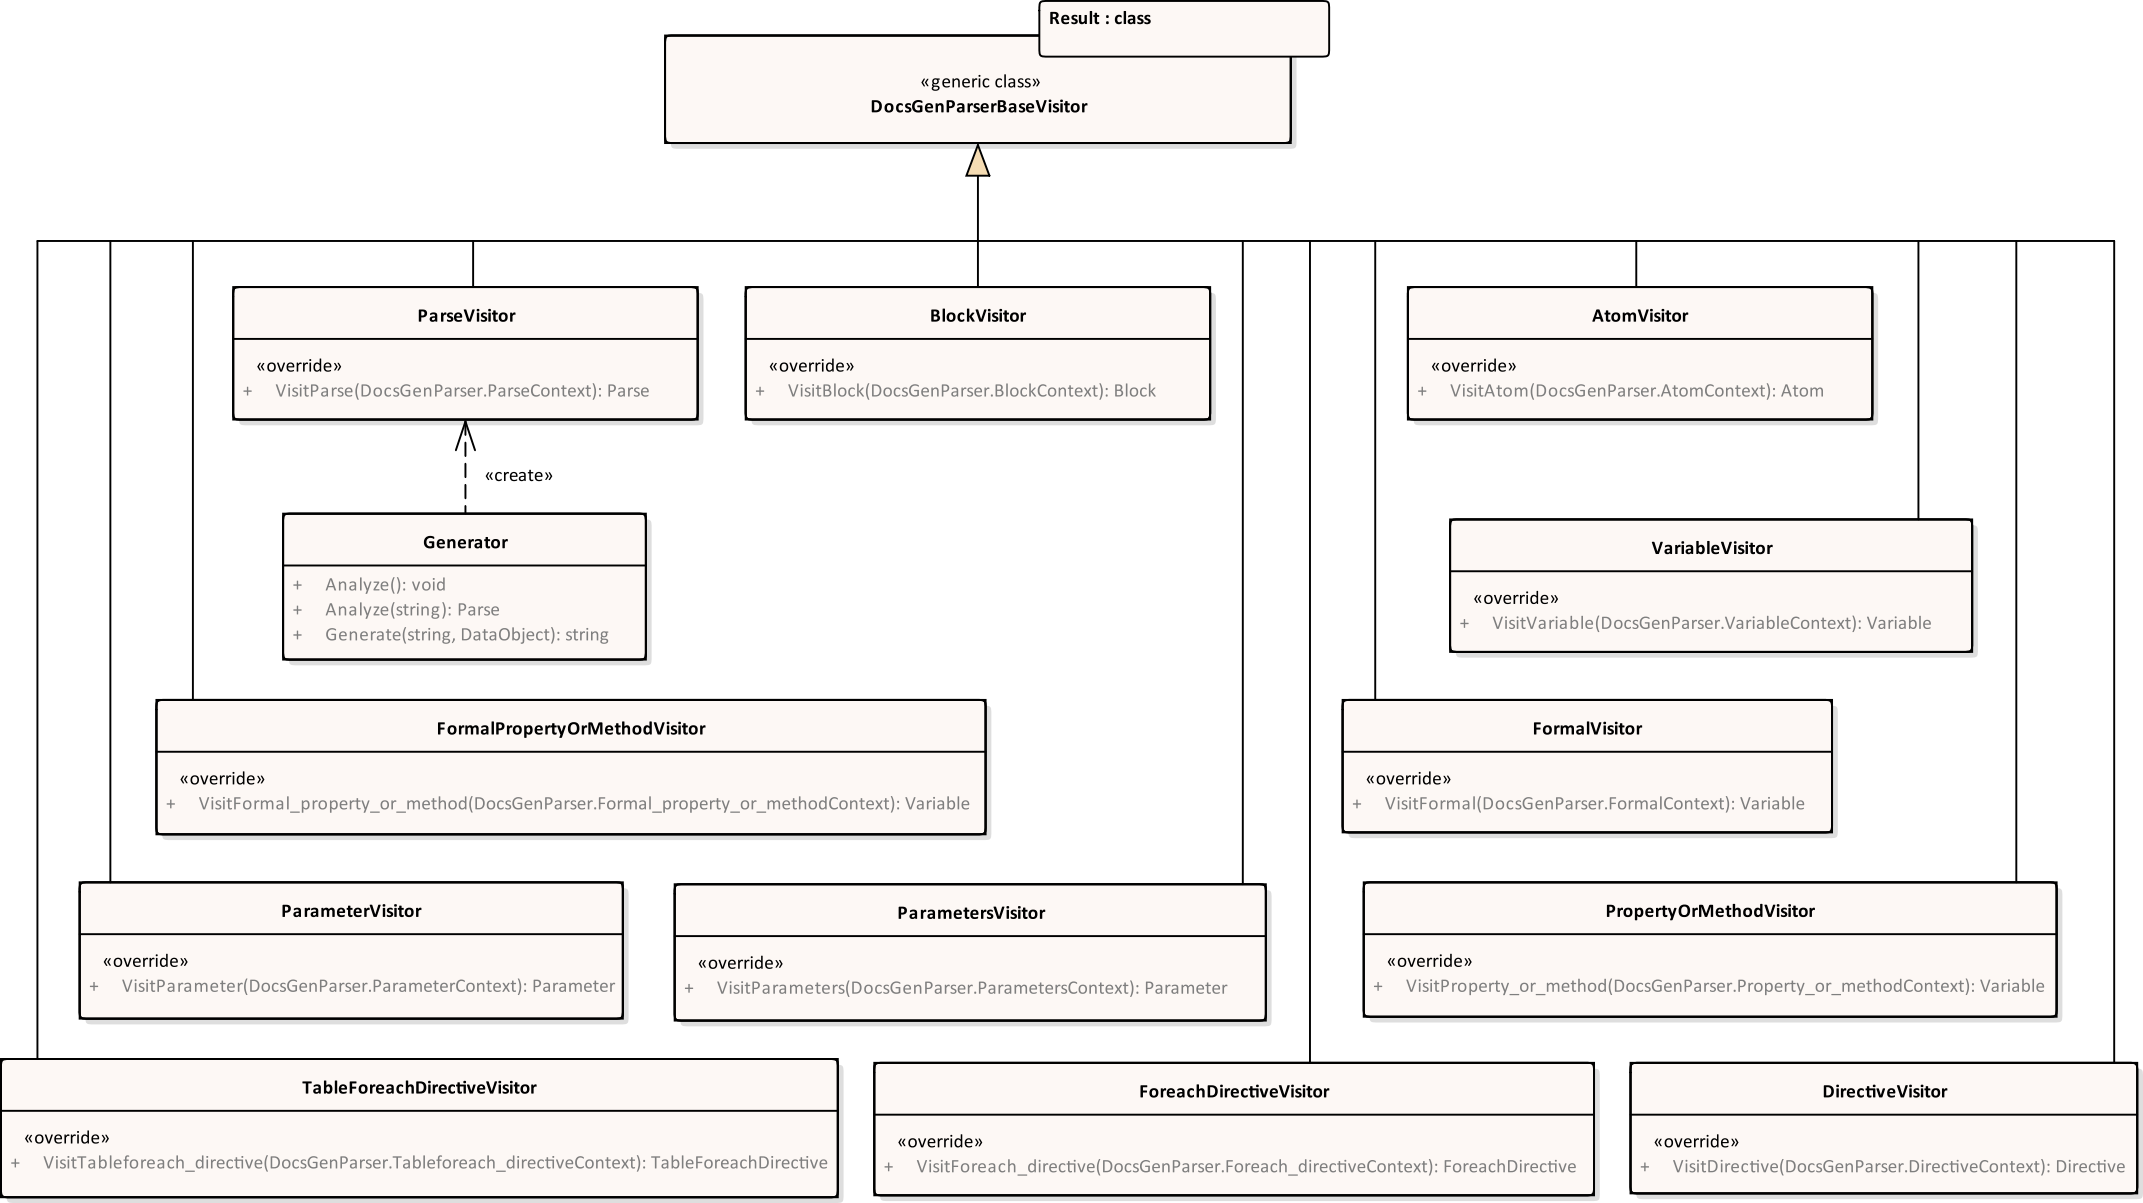 Result : class
«generic class»
DocsGenParserBaseVisitor
ParseVisitor
«override»
+ VisitParse(DocsGenParser.ParseContext): Parse
BlockVisitor
«override»
+ VisitBlock(DocsGenParser.BlockContext): Block
AtomVisitor
«override»
+ VisitAtom(DocsGenParser.AtomContext): Atom
«create»
Generator
+ Analyze(): void
+ Analyze(string): Parse
+ Generate(string, DataObject): string
VariableVisitor
«override»
+ VisitVariable(DocsGenParser.VariableContext): Variable
FormalPropertyOrMethodVisitor
«override»
+ VisitFormal_property_or_method(DocsGenParser.Formal_property_or_methodContext): Variable
FormalVisitor
«override»
+ VisitFormal(DocsGenParser.FormalContext): Variable
ParameterVisitor
«override»
+ VisitParameter(DocsGenParser.ParameterContext): Parameter
ParametersVisitor
«override»
+ VisitParameters(DocsGenParser.ParametersContext): Parameter
PropertyOrMethodVisitor
«override»
+ VisitProperty_or_method(DocsGenParser.Property_or_methodContext): Variable
TableForeachDirectiveVisitor
«override»
+ VisitTableforeach_directive(DocsGenParser.Tableforeach_directiveContext): TableForeachDirective
ForeachDirectiveVisitor
«override»
+ VisitForeach_directive(DocsGenParser.Foreach_directiveContext): ForeachDirective
DirectiveVisitor
«override»
+ VisitDirective(DocsGenParser.DirectiveContext): Directive